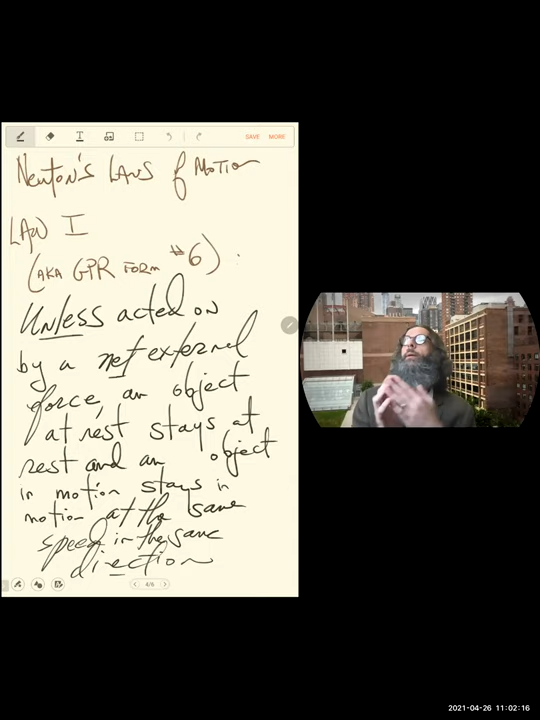 SAVE MORE
Newton's Laws of Motion
LAW I
(AKA GPR FORM #6).
Unless acted on
by a net external
force, an object
at rest stays at
rest and an object
in motion stays in
motion at the same
speed in the same
direction
4/6
2021-04-26 11:02:16